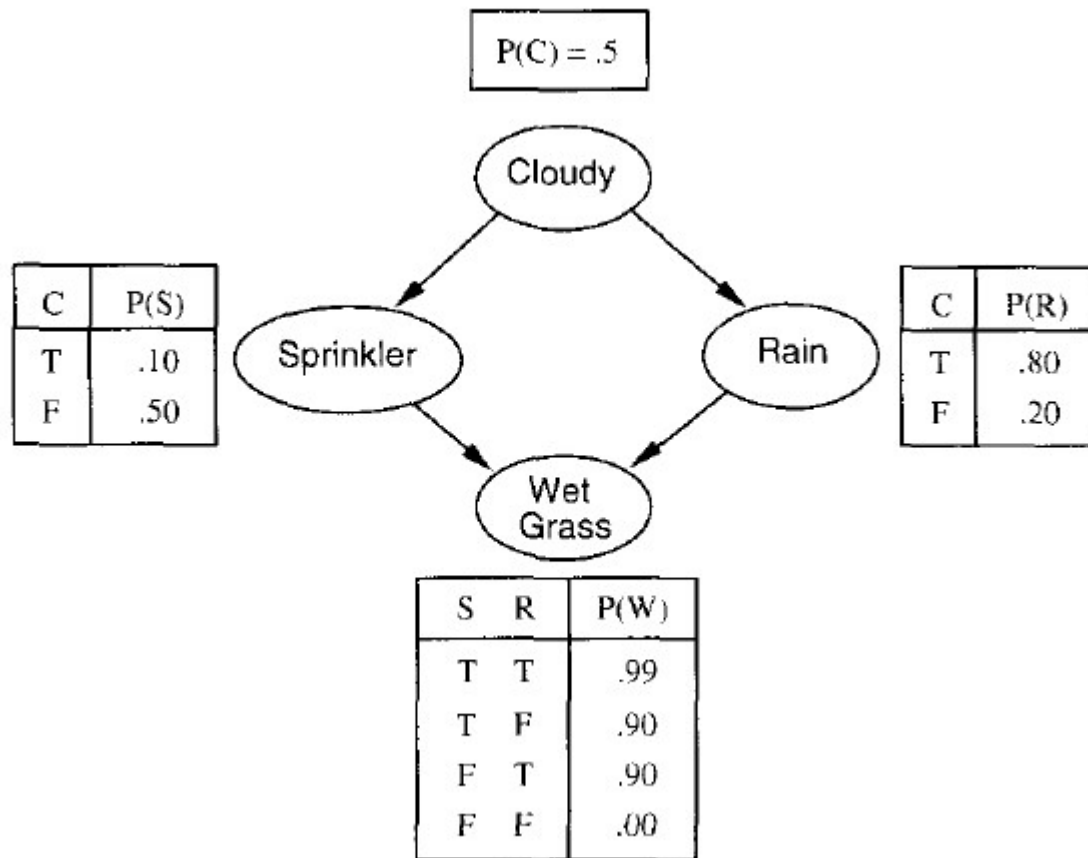 P(C) = .5
Cloudy
C P(S)
T .10
F .50
Sprinkler
Rain
C P(R)
T .80
F .20
Wet
Grass
S R P(W)
T T .99
T F .90
F T .90
F F .00